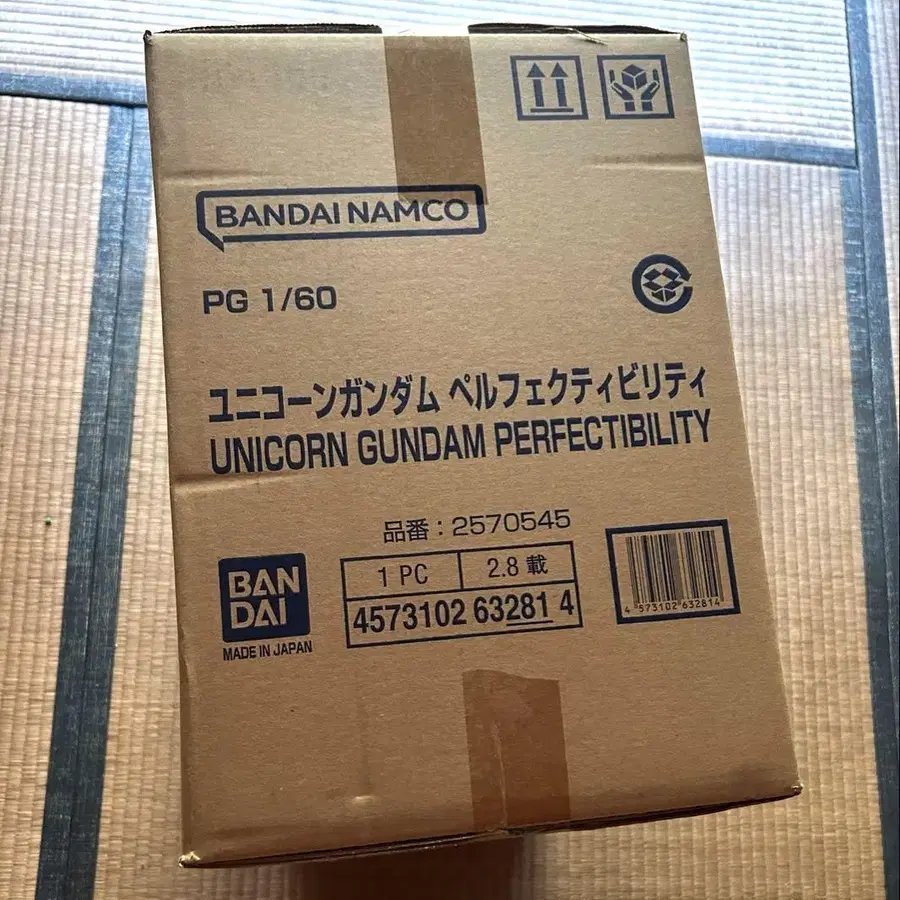 BANDAI NAMCO
PG 1/60
ユニコーンガンダム ペルフェクティビリティ
UNICORN GUNDAM PERFECTIBILITY
品番：2570545
1 PC
2.8 載
4573102 63281 4
BAN
DAI
MADE IN JAPAN
4 573102 632814